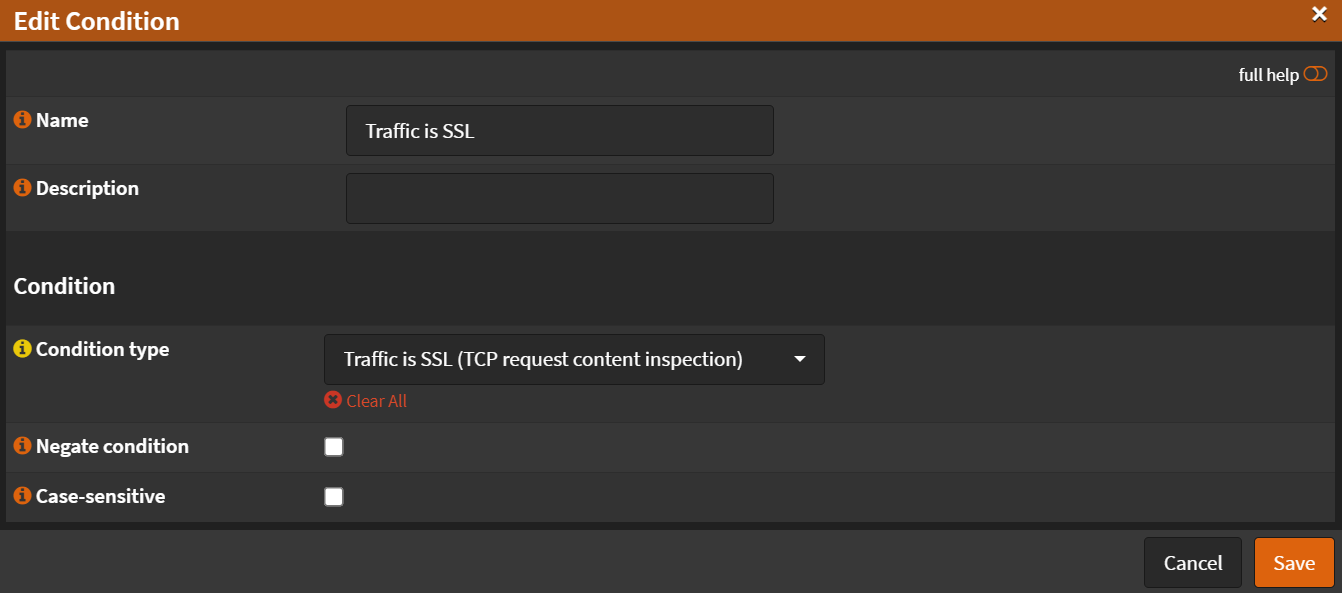 Edit Condition
full help
Name
Traffic is SSL
Description
Condition
Condition type
Traffic is SSL (TCP request content inspection)
Clear All
Negate condition
Case-sensitive
Cancel
Save